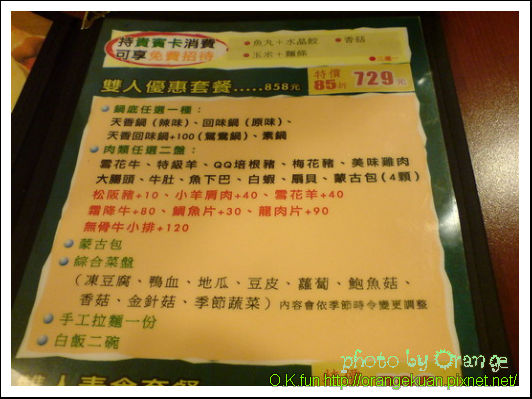 持貴賓卡消費
可享免費招待
●魚丸+水晶餃 ●香菇
●玉米+麵條
雙人優惠套餐.....858元
特價85折 729元
●鍋底任選一種：
天香鍋(辣味)、回味鍋(原味)、
天香回味鍋+100(鴛鴦鍋)、素鍋
●肉類任選二盤：
雪花牛、特級羊、QQ培根豬、梅花豬、美味雞肉
大腸頭、牛肚、魚下巴、白蝦、扇貝、蒙古包(4顆)
松阪豬+10、小羊肩肉+40、雪花羊+40
霜降牛+80、鯛魚片+30、龍肉片+90
無骨牛小排+120
●蒙古包
●綜合菜盤
(凍豆腐、鴨血、地瓜、豆皮、蘿蔔、鮑魚菇、
香菇、金針菇、季節蔬菜)內容會依季節時令變更調整
●手工拉麵一份
●白飯二碗
雙人素食套餐
特價
photo by Orange
O.K.fun http://orangekuan.pixnet.net/